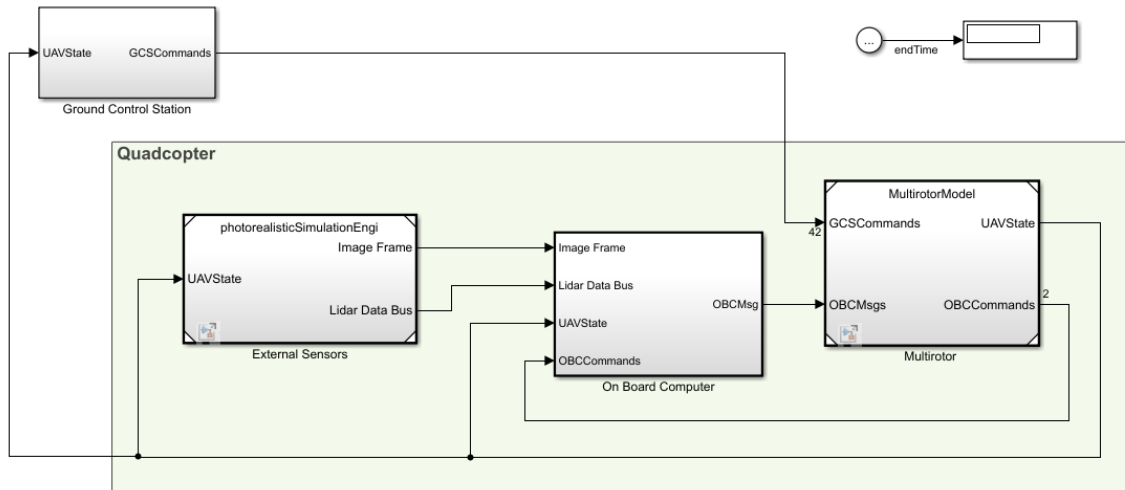 UAVState
GCSCommands
Ground Control Station
...
endTime
Quadcopter
photorealisticSimulationEngi
Image Frame
UAVState
Lidar Data Bus
External Sensors
Image Frame
Lidar Data Bus
UAVState
OBCCommands
OBCMsg
On Board Computer
MultirotorModel
GCSCommands
UAVState
42
OBCMsgs
OBCCommands
2
Multirotor